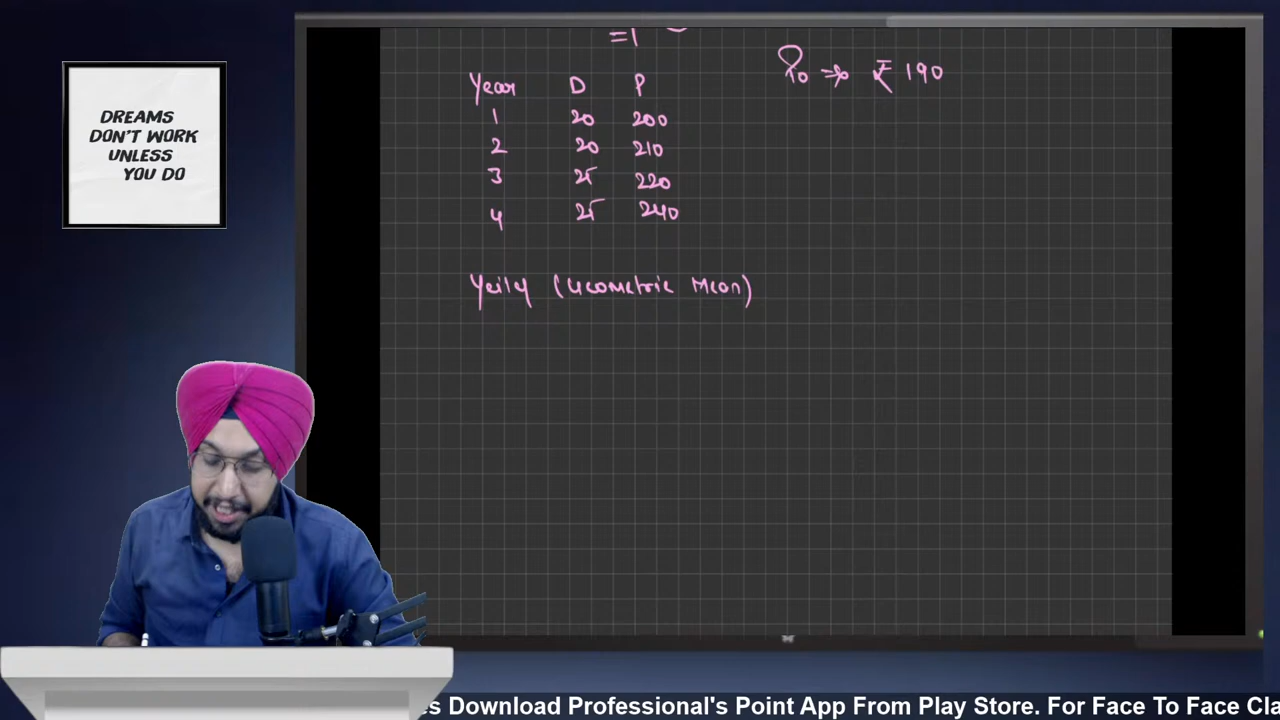 DREAMS
DON'T WORK
UNLESS
YOU DO
=1
P0 ⇒ ₹ 190
Year D P
1 20 200
2 20 210
3 25 220
4 25 240
Yeily (Geometric Mean)
s Download Professional's Point App From Play Store. For Face To Face Cla